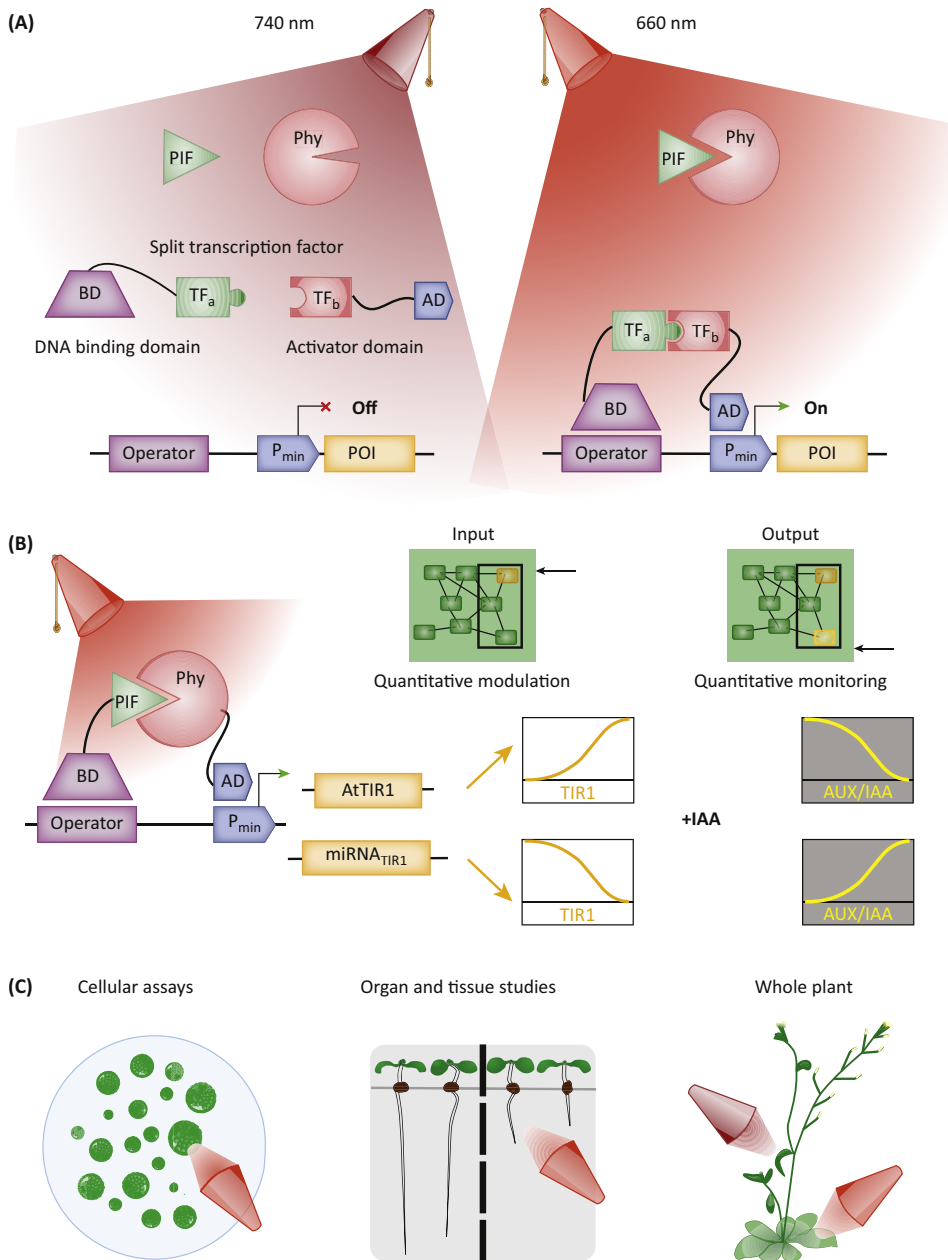 (A)
740 nm
660 nm
PIF
Phy
PIF
Phy
Split transcription factor
BD
TFa
TFb
AD
DNA binding domain
Activator domain
TFa
TFb
BD
AD
Off
On
Operator
Pmin
POI
Operator
Pmin
POI
(B)
Input
Output
Quantitative modulation
Quantitative monitoring
PIF
Phy
BD
AD
Operator
Pmin
AtTIR1
miRNATIR1
TIR1
+IAA
AUX/IAA
TIR1
AUX/IAA
(C)
Cellular assays
Organ and tissue studies
Whole plant